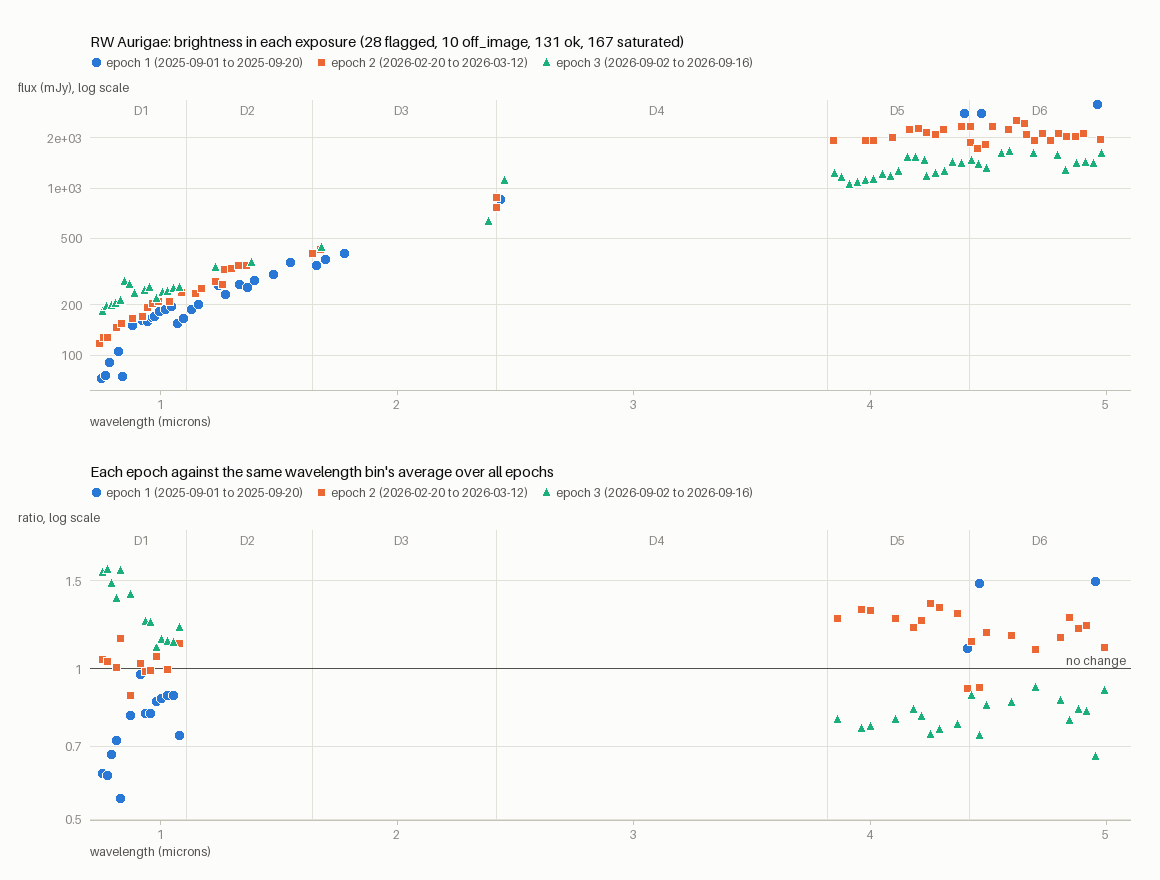 RW Aurigae: brightness in each exposure (28 flagged, 10 off_image, 131 ok, 167 saturated)
epoch 1 (2025-09-01 to 2025-09-20) epoch 2 (2026-02-20 to 2026-03-12) epoch 3 (2026-09-02 to 2026-09-16)
flux (mJy), log scale
D1 D2 D3 D4 D5 D6
2e+03
1e+03
500
200
100
1 2 3 4 5
wavelength (microns)
Each epoch against the same wavelength bin's average over all epochs
epoch 1 (2025-09-01 to 2025-09-20) epoch 2 (2026-02-20 to 2026-03-12) epoch 3 (2026-09-02 to 2026-09-16)
ratio, log scale
D1 D2 D3 D4 D5 D6
1.5
1
no change
0.7
0.5
1 2 3 4 5
wavelength (microns)